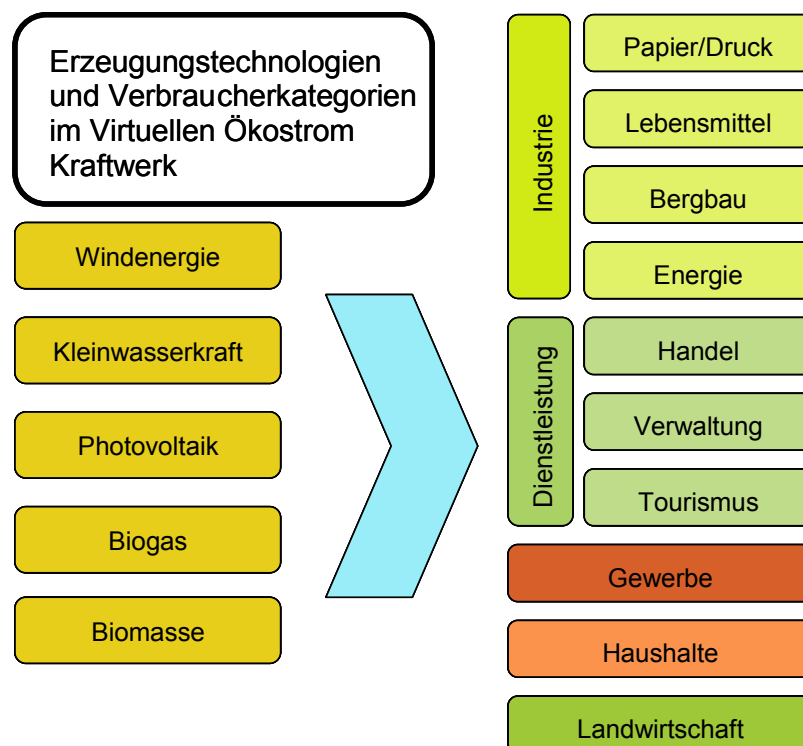 Erzeugungstechnologien
und Verbraucherkategorien
im Virtuellen Ökostrom
Kraftwerk
Windenergie
Kleinwasserkraft
Photovoltaik
Biogas
Biomasse
Industrie
Papier/Druck
Lebensmittel
Bergbau
Energie
Dienstleistung
Handel
Verwaltung
Tourismus
Gewerbe
Haushalte
Landwirtschaft